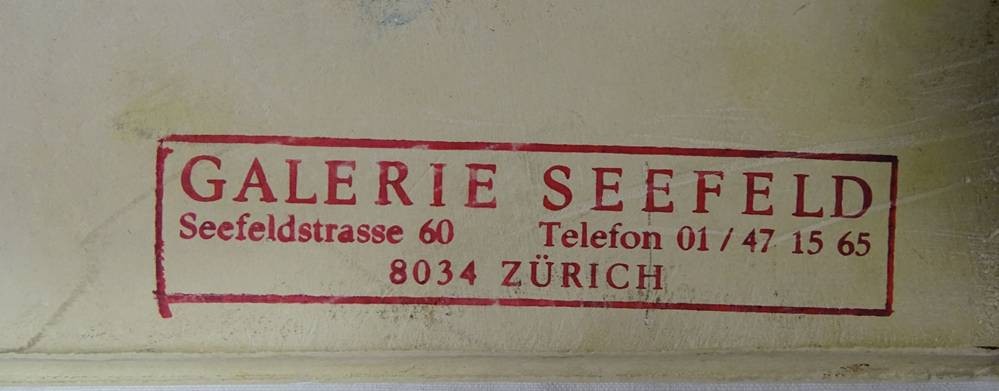 GALERIE SEEFELD
Seefeldstrasse 60 Telefon 01 / 47 15 65
8034 ZÜRICH